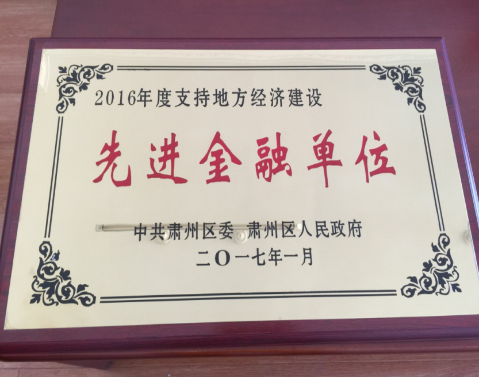 2016年度支持地方经济建设
先进金融单位
中共肃州区委 肃州区人民政府
二O一七年一月